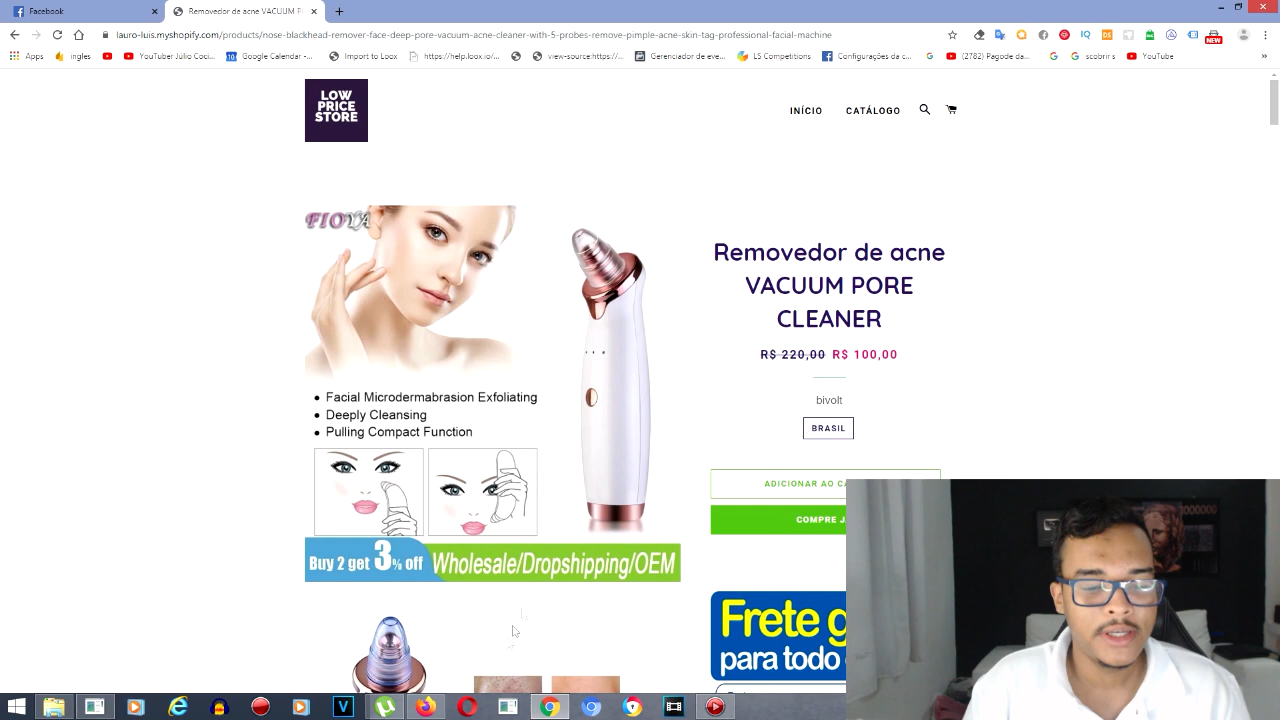 Facebook
Removedor de acne VACUUM P
lauro-luis.myshopify.com/products/nose-blackhead-remover-face-deep-pore-vacuum-acne-cleaner-with-5-probes-remove-pimple-acne-skin-tag-professional-facial-machine
NEW
Apps
ingles
YouTuber Júlio Coci...
Google Calendar -...
Instalando o Loox
https://help.loox.io/...
view-source:https:/...
Gerenciador de eve...
LS Competitions
Configurações da c...
(2782) Pagode da...
scobrir s
YouTube
LOW
PRICE
STORE
INÍCIO
CATÁLOGO
FIOYA
Facial Microdermabrasion Exfoliating
Deeply Cleansing
Pulling Compact Function
Buy 2 get 3% off
Wholesale/Dropshipping/OEM
Removedor de acne
VACUUM PORE
CLEANER
R$ 220,00 R$ 100,00
bivolt
BRASIL
ADICIONAR AO CA
COMPRE J
Frete g
para todo